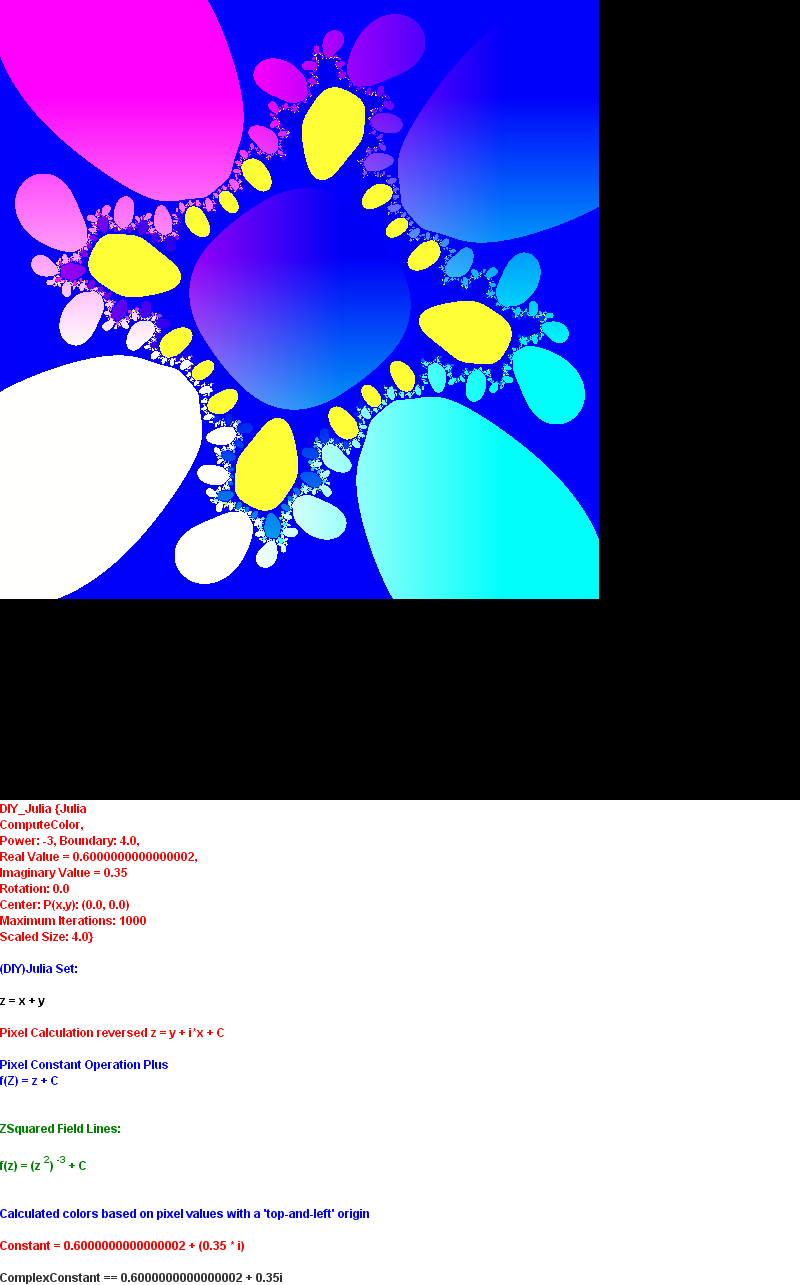 DIY_Julia {Julia
ComputeColor,
Power: -3, Boundary: 4.0,
Real Value = 0.6000000000000002,
Imaginary Value = 0.35
Rotation: 0.0
Center: P(x,y): (0.0, 0.0)
Maximum Iterations: 1000
Scaled Size: 4.0}
(DIY)Julia Set:
z = x + y
Pixel Calculation reversed z = y + i*x + C
Pixel Constant Operation Plus
f(Z) = z + C
ZSquared Field Lines:
f(z) = (z ²) ⁻³ + C
Calculated colors based on pixel values with a 'top-and-left' origin
Constant = 0.6000000000000002 + (0.35 * i)
ComplexConstant == 0.6000000000000002 + 0.35i